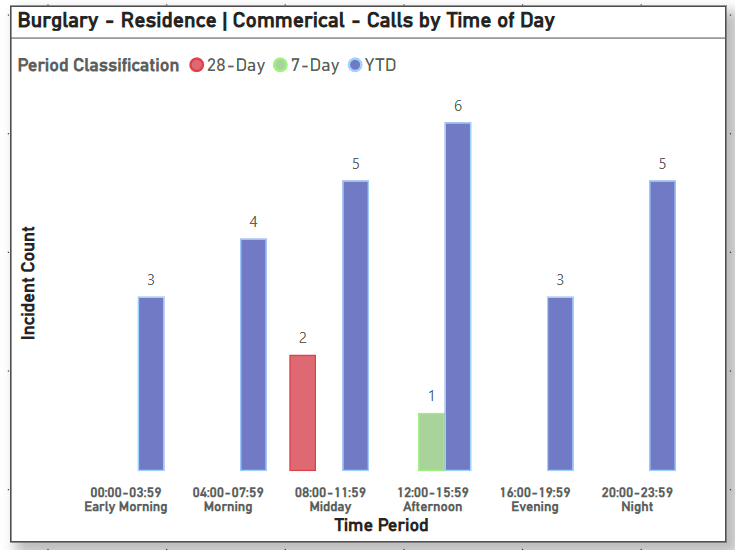 Burglary - Residence | Commerical - Calls by Time of Day
Period Classification 28-Day 7-Day YTD
6
5
5
4
3
3
2
1
Incident Count
00:00-03:59 04:00-07:59 08:00-11:59 12:00-15:59 16:00-19:59 20:00-23:59
Early Morning Morning Midday Afternoon Evening Night
Time Period